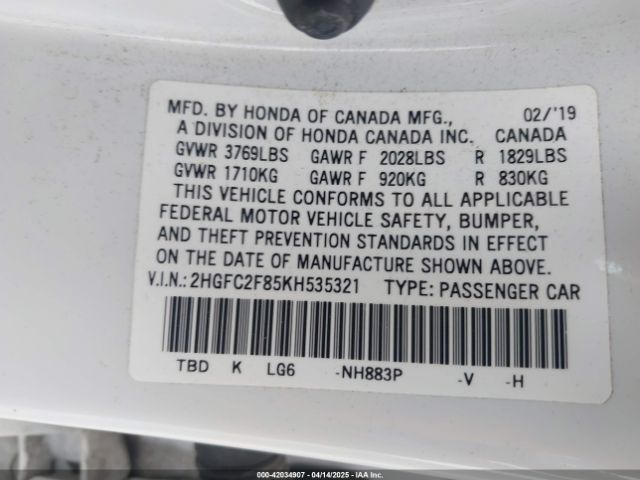 MFD. BY HONDA OF CANADA MFG., 02/'19
A DIVISION OF HONDA CANADA INC. CANADA
GVWR 3769LBS GAWR F 2028LBS R 1829LBS
GVWR 1710KG GAWR F 920KG R 830KG
THIS VEHICLE CONFORMS TO ALL APPLICABLE
FEDERAL MOTOR VEHICLE SAFETY, BUMPER,
AND THEFT PREVENTION STANDARDS IN EFFECT
ON THE DATE OF MANUFACTURE SHOWN ABOVE.
V.I.N.: 2HGFC2F85KH535321 TYPE: PASSENGER CAR
TBD K LG6 -NH883P -V -H
000-42034907 - 04/14/2025 - IAA Inc.